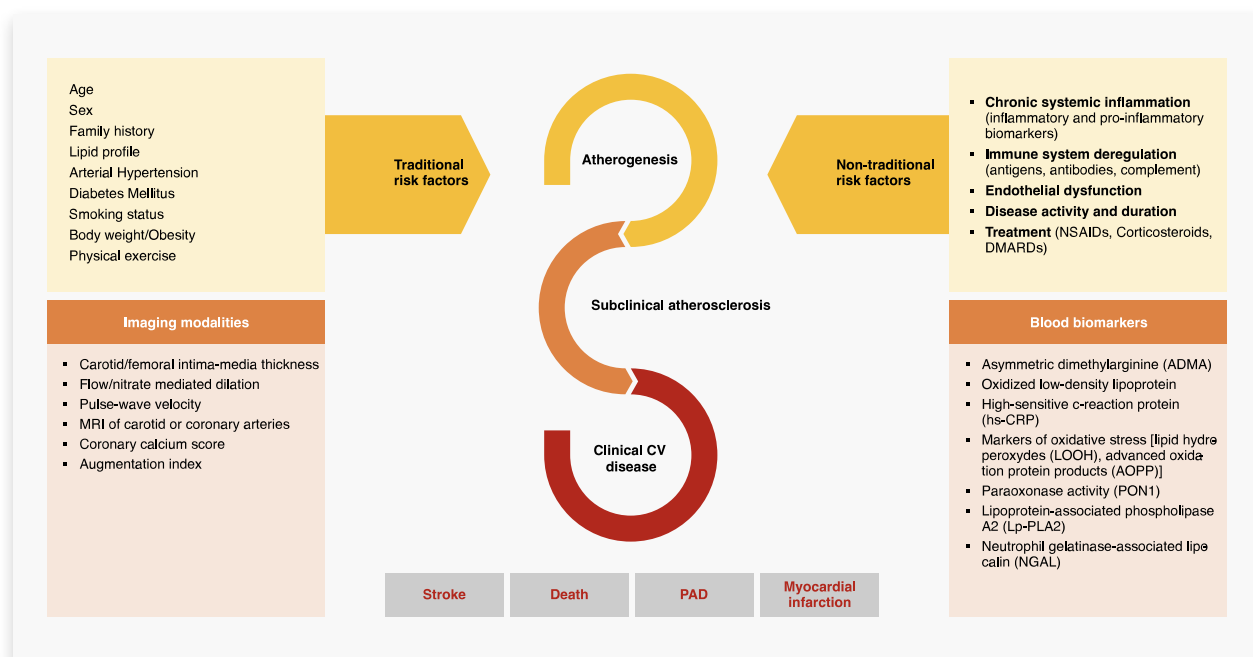 Age
Sex
Family history
Lipid profile
Arterial Hypertension
Diabetes Mellitus
Smoking status
Body weight/Obesity
Physical exercise
Traditional
risk factors
Atherogenesis
Non-traditional
risk factors
▪ Chronic systemic inflammation
(inflammatory and pro-inflammatory
biomarkers)
▪ Immune system deregulation
(antigens, antibodies, complement)
▪ Endothelial dysfunction
▪ Disease activity and duration
▪ Treatment (NSAIDs, Corticosteroids,
DMARDs)
Subclinical atherosclerosis
Imaging modalities
▪ Carotid/femoral intima-media thickness
▪ Flow/nitrate mediated dilation
▪ Pulse-wave velocity
▪ MRI of carotid or coronary arteries
▪ Coronary calcium score
▪ Augmentation index
Clinical CV
disease
Blood biomarkers
▪ Asymmetric dimethylarginine (ADMA)
▪ Oxidized low-density lipoprotein
▪ High-sensitive c-reaction protein
(hs-CRP)
▪ Markers of oxidative stress [lipid hydro-
peroxydes (LOOH), advanced oxida-
tion protein products (AOPP)]
▪ Paraoxonase activity (PON1)
▪ Lipoprotein-associated phospholipase
A2 (Lp-PLA2)
▪ Neutrophil gelatinase-associated lipo-
calin (NGAL)
Stroke
Death
PAD
Myocardial
infarction